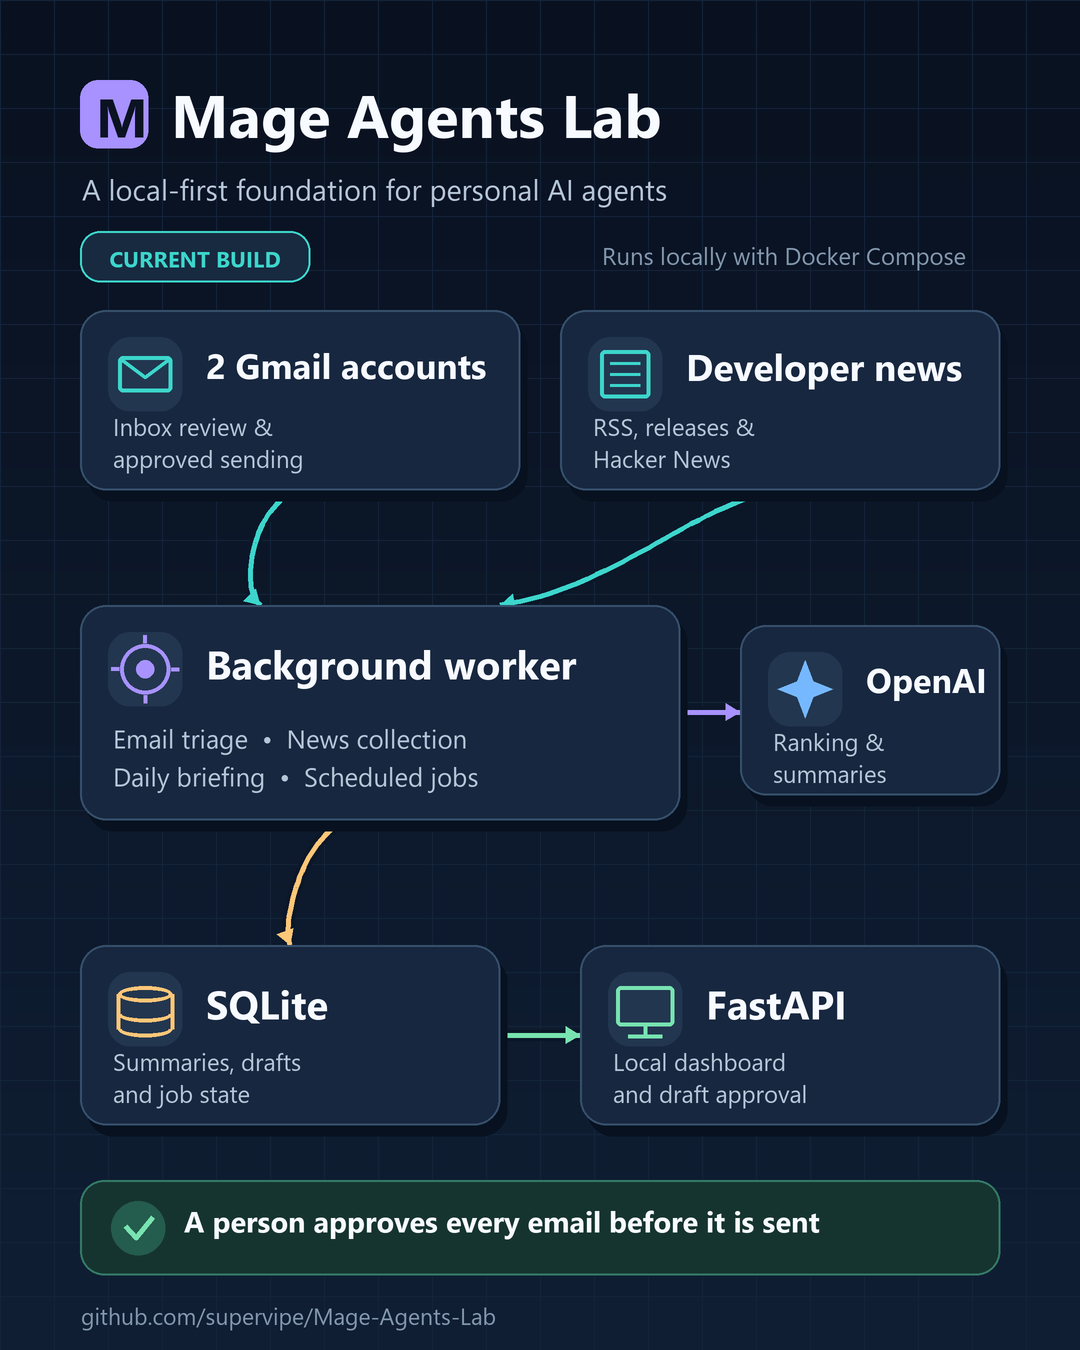 M Mage Agents Lab
A local-first foundation for personal AI agents
CURRENT BUILD
Runs locally with Docker Compose
2 Gmail accounts
Inbox review &
approved sending
Developer news
RSS, releases &
Hacker News
Background worker
Email triage • News collection
Daily briefing • Scheduled jobs
OpenAI
Ranking &
summaries
SQLite
Summaries, drafts
and job state
FastAPI
Local dashboard
and draft approval
A person approves every email before it is sent
github.com/supervipe/Mage-Agents-Lab